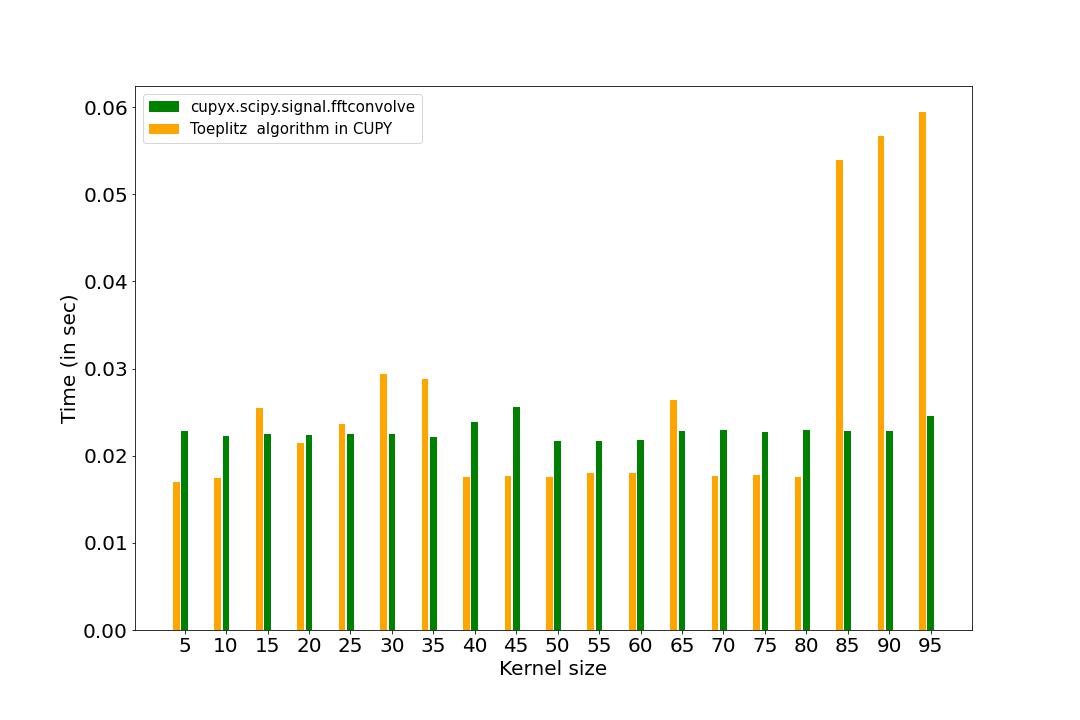 cupyx.scipy.signal.fftconvolve
Toeplitz  algorithm in CUPY
0.06
0.05
0.04
0.03
0.02
0.01
0.00
Time (in sec)
5 10 15 20 25 30 35 40 45 50 55 60 65 70 75 80 85 90 95
Kernel size